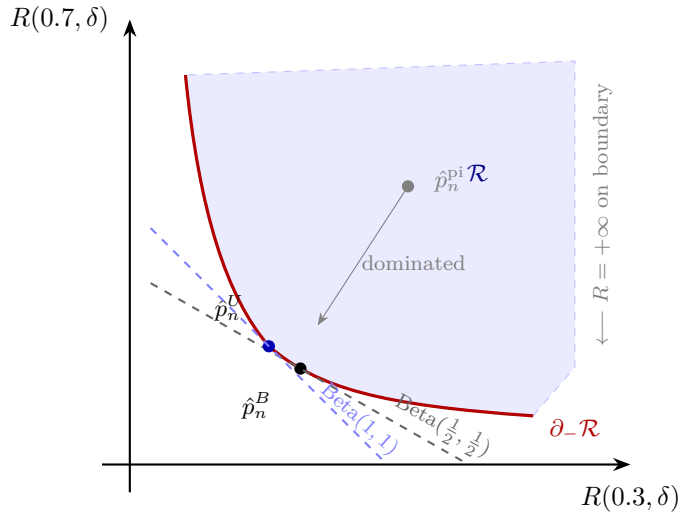 R(0.7, δ)
← R = +∞ on boundary
p̂ₙᵖⁱ
ℛ
dominated
p̂ₙᵁ
p̂ₙᴮ
Beta(1, 1)
Beta(½, ½)
∂₋ℛ
R(0.3, δ)